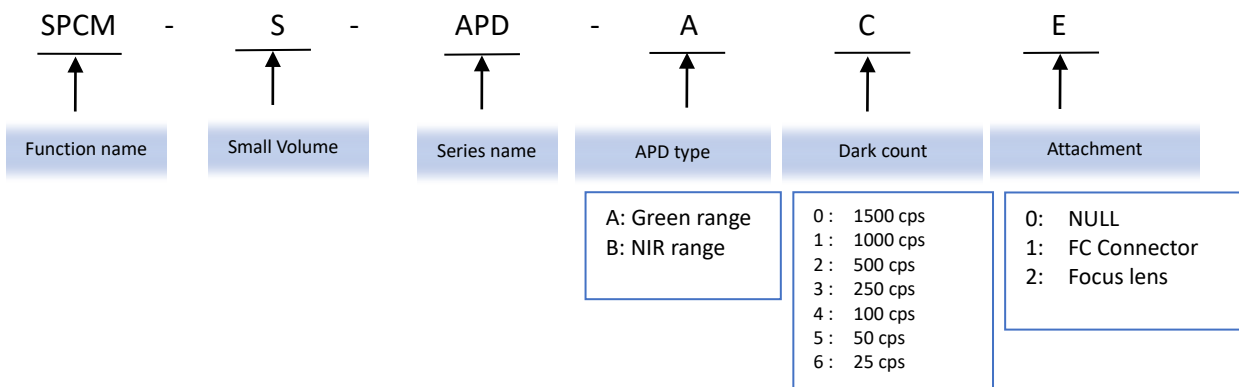 SPCM - S - APD - A C E
Function name Small Volume Series name APD type Dark count Attachment
A: Green range
B: NIR range
0 : 1500 cps
1 : 1000 cps
2 : 500 cps
3 : 250 cps
4 : 100 cps
5 : 50 cps
6 : 25 cps
0: NULL
1: FC Connector
2: Focus lens